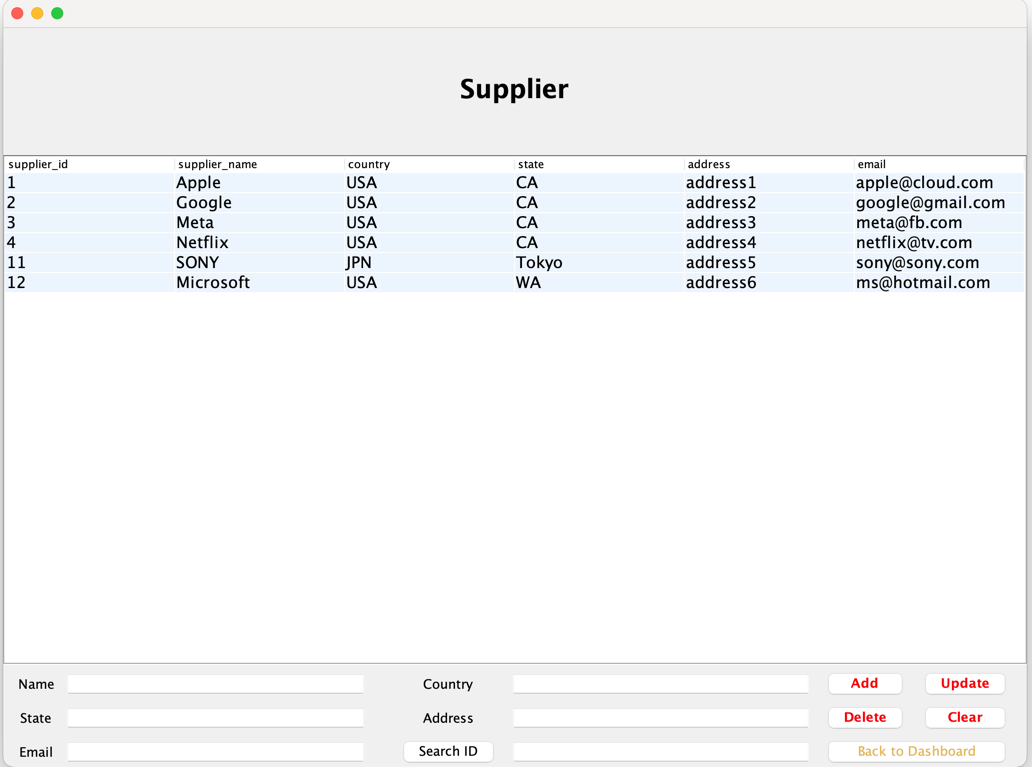 Supplier
supplier_id supplier_name country state address email
1 Apple USA CA address1 apple@cloud.com
2 Google USA CA address2 google@gmail.com
3 Meta USA CA address3 meta@fb.com
4 Netflix USA CA address4 netflix@tv.com
11 SONY JPN Tokyo address5 sony@sony.com
12 Microsoft USA WA address6 ms@hotmail.com
Name Country Add Update
State Address Delete Clear
Email Search ID Back to Dashboard